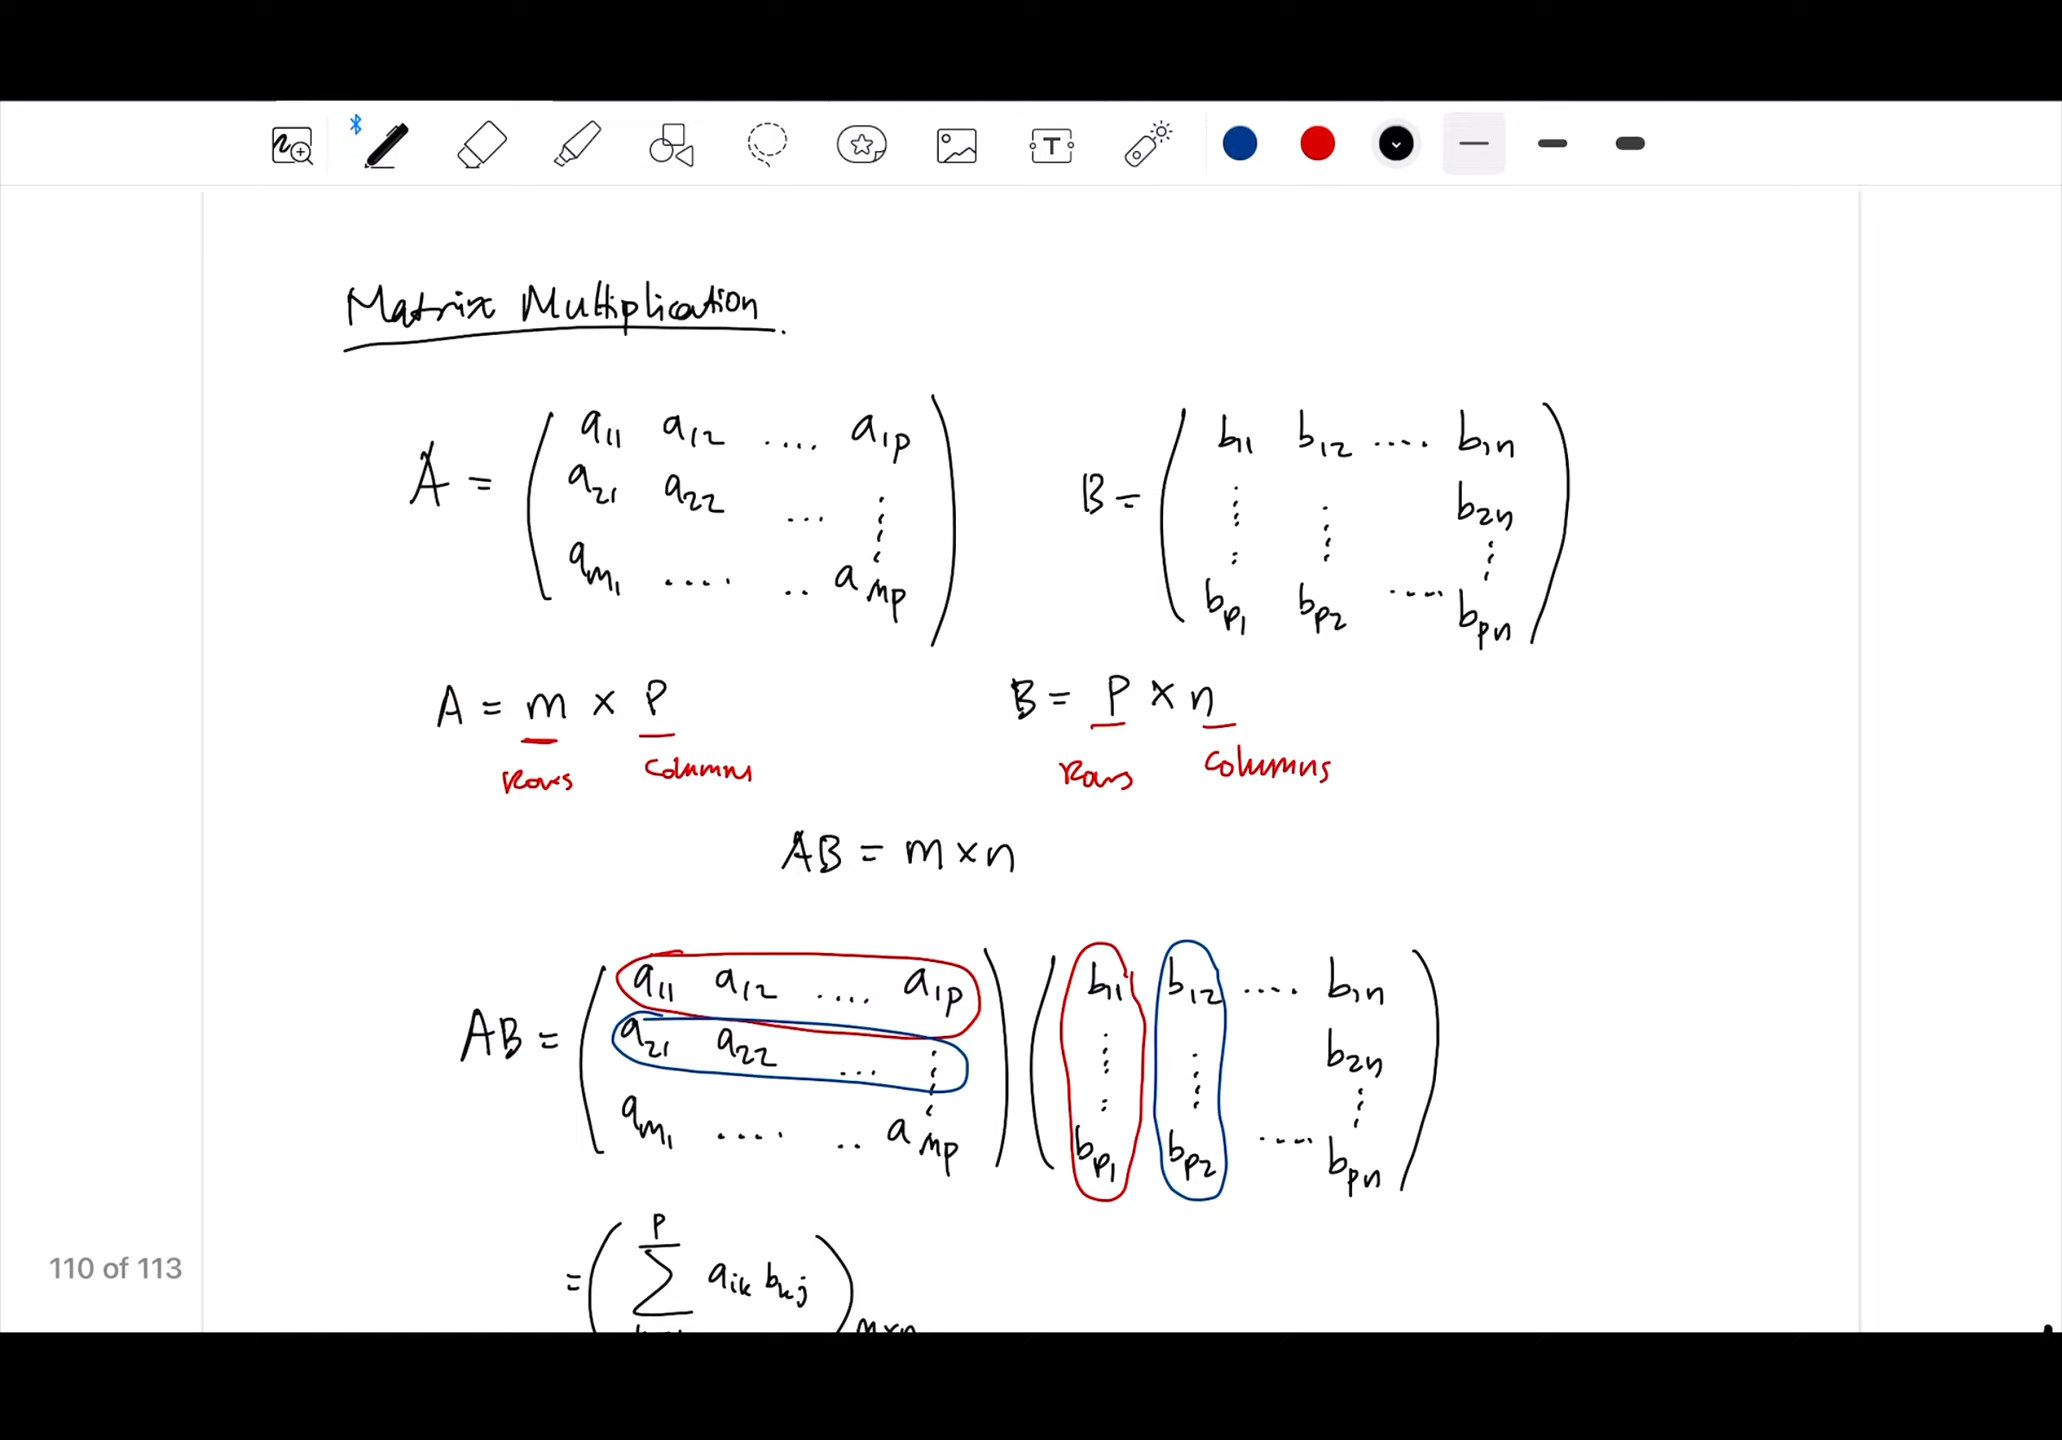 Matrix Multiplication.
A = ( a11 a12 .... a1p
a21 a22 ... ⋮
am1 .... .. amp )
B = ( b11 b12 .... b1n
⋮ ⋮ b2n
⋮ ⋮ ⋮
bp1 bp2 ..... bpn )
A = m × P
Rows Columns
B = P × n
Rows Columns
AB = m×n
AB = ( a11 a12 .... a1p ) ( b11 b12 .... b1n )
a21 a22 ... ⋮ ⋮ ⋮ b2n
am1 .... .. amp bp1 bp2 ..... bpn
= ( P
∑ aik bkj )
m×n
110 of 113
T